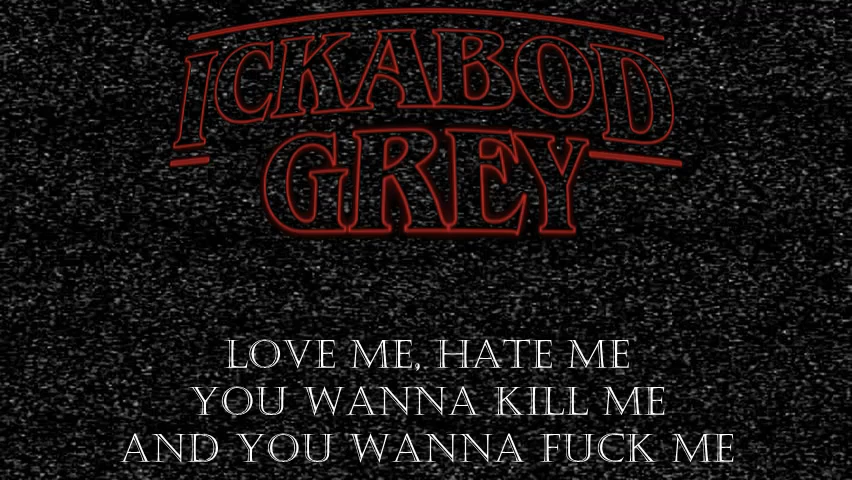 ICKABOD
GREY
LOVE ME, HATE ME
YOU WANNA KILL ME
AND YOU WANNA FUCK ME